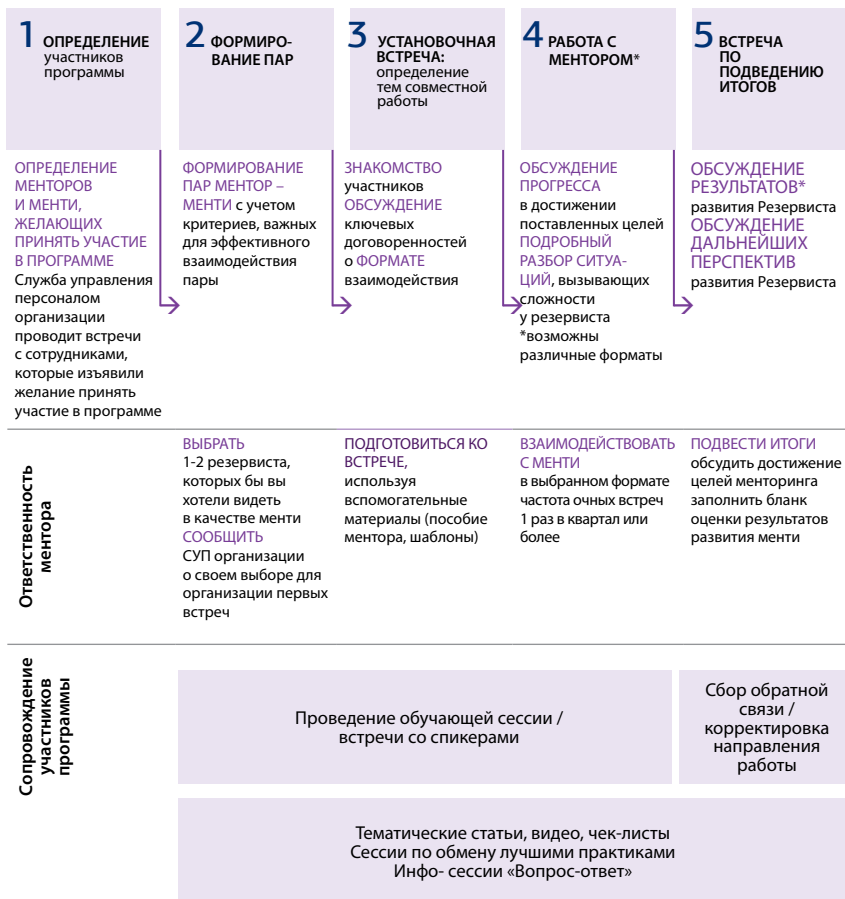 1 ОПРЕДЕЛЕНИЕ
участников
программы
2 ФОРМИРО-
ВАНИЕ ПАР
3 УСТАНОВОЧНАЯ
ВСТРЕЧА:
определение
тем совместной
работы
4 РАБОТА С
МЕНТОРОМ*
5 ВСТРЕЧА
ПО
ПОДВЕДЕНИЮ
ИТОГОВ
ОПРЕДЕЛЕНИЕ
МЕНТОРОВ
И МЕНТИ,
ЖЕЛАЮЩИХ
ПРИНЯТЬ УЧАСТИЕ
В ПРОГРАММЕ
Служба управления
персоналом
организации
проводит встречи
с сотрудниками,
которые изъявили
желание принять
участие в программе
ФОРМИРОВАНИЕ
ПАР МЕНТОР –
МЕНТИ с учетом
критериев, важных
для эффективного
взаимодействия
пары
ЗНАКОМСТВО
участников
ОБСУЖДЕНИЕ
ключевых
договоренностей
о ФОРМАТЕ
взаимодействия
ОБСУЖДЕНИЕ
ПРОГРЕССА
в достижении
поставленных целей
ПОДРОБНЫЙ
РАЗБОР СИТУА-
ЦИЙ, вызывающих
сложности
у резервиста
*возможны
различные форматы
ОБСУЖДЕНИЕ
РЕЗУЛЬТАТОВ*
развития Резервиста
ОБСУЖДЕНИЕ
ДАЛЬНЕЙШИХ
ПЕРСПЕКТИВ
развития Резервиста
Ответственность
ментора
ВЫБРАТЬ
1-2 резервиста,
которых бы вы
хотели видеть
в качестве менти
СООБЩИТЬ
СУП организации
о своем выборе для
организации первых
встреч
ПОДГОТОВИТЬСЯ КО
ВСТРЕЧЕ,
используя
вспомогательные
материалы (пособие
ментора, шаблоны)
ВЗАИМОДЕЙСТВОВАТЬ
С МЕНТИ
в выбранном формате
частота очных встреч
1 раз в квартал или
более
ПОДВЕСТИ ИТОГИ
обсудить достижение
целей менторинга
заполнить бланк
оценки результатов
развития менти
Сопровождение
участников
программы
Проведение обучающей сессии /
встречи со спикерами
Сбор обратной
связи /
корректировка
направления
работы
Тематические статьи, видео, чек-листы
Сессии по обмену лучшими практиками
Инфо- сессии «Вопрос-ответ»